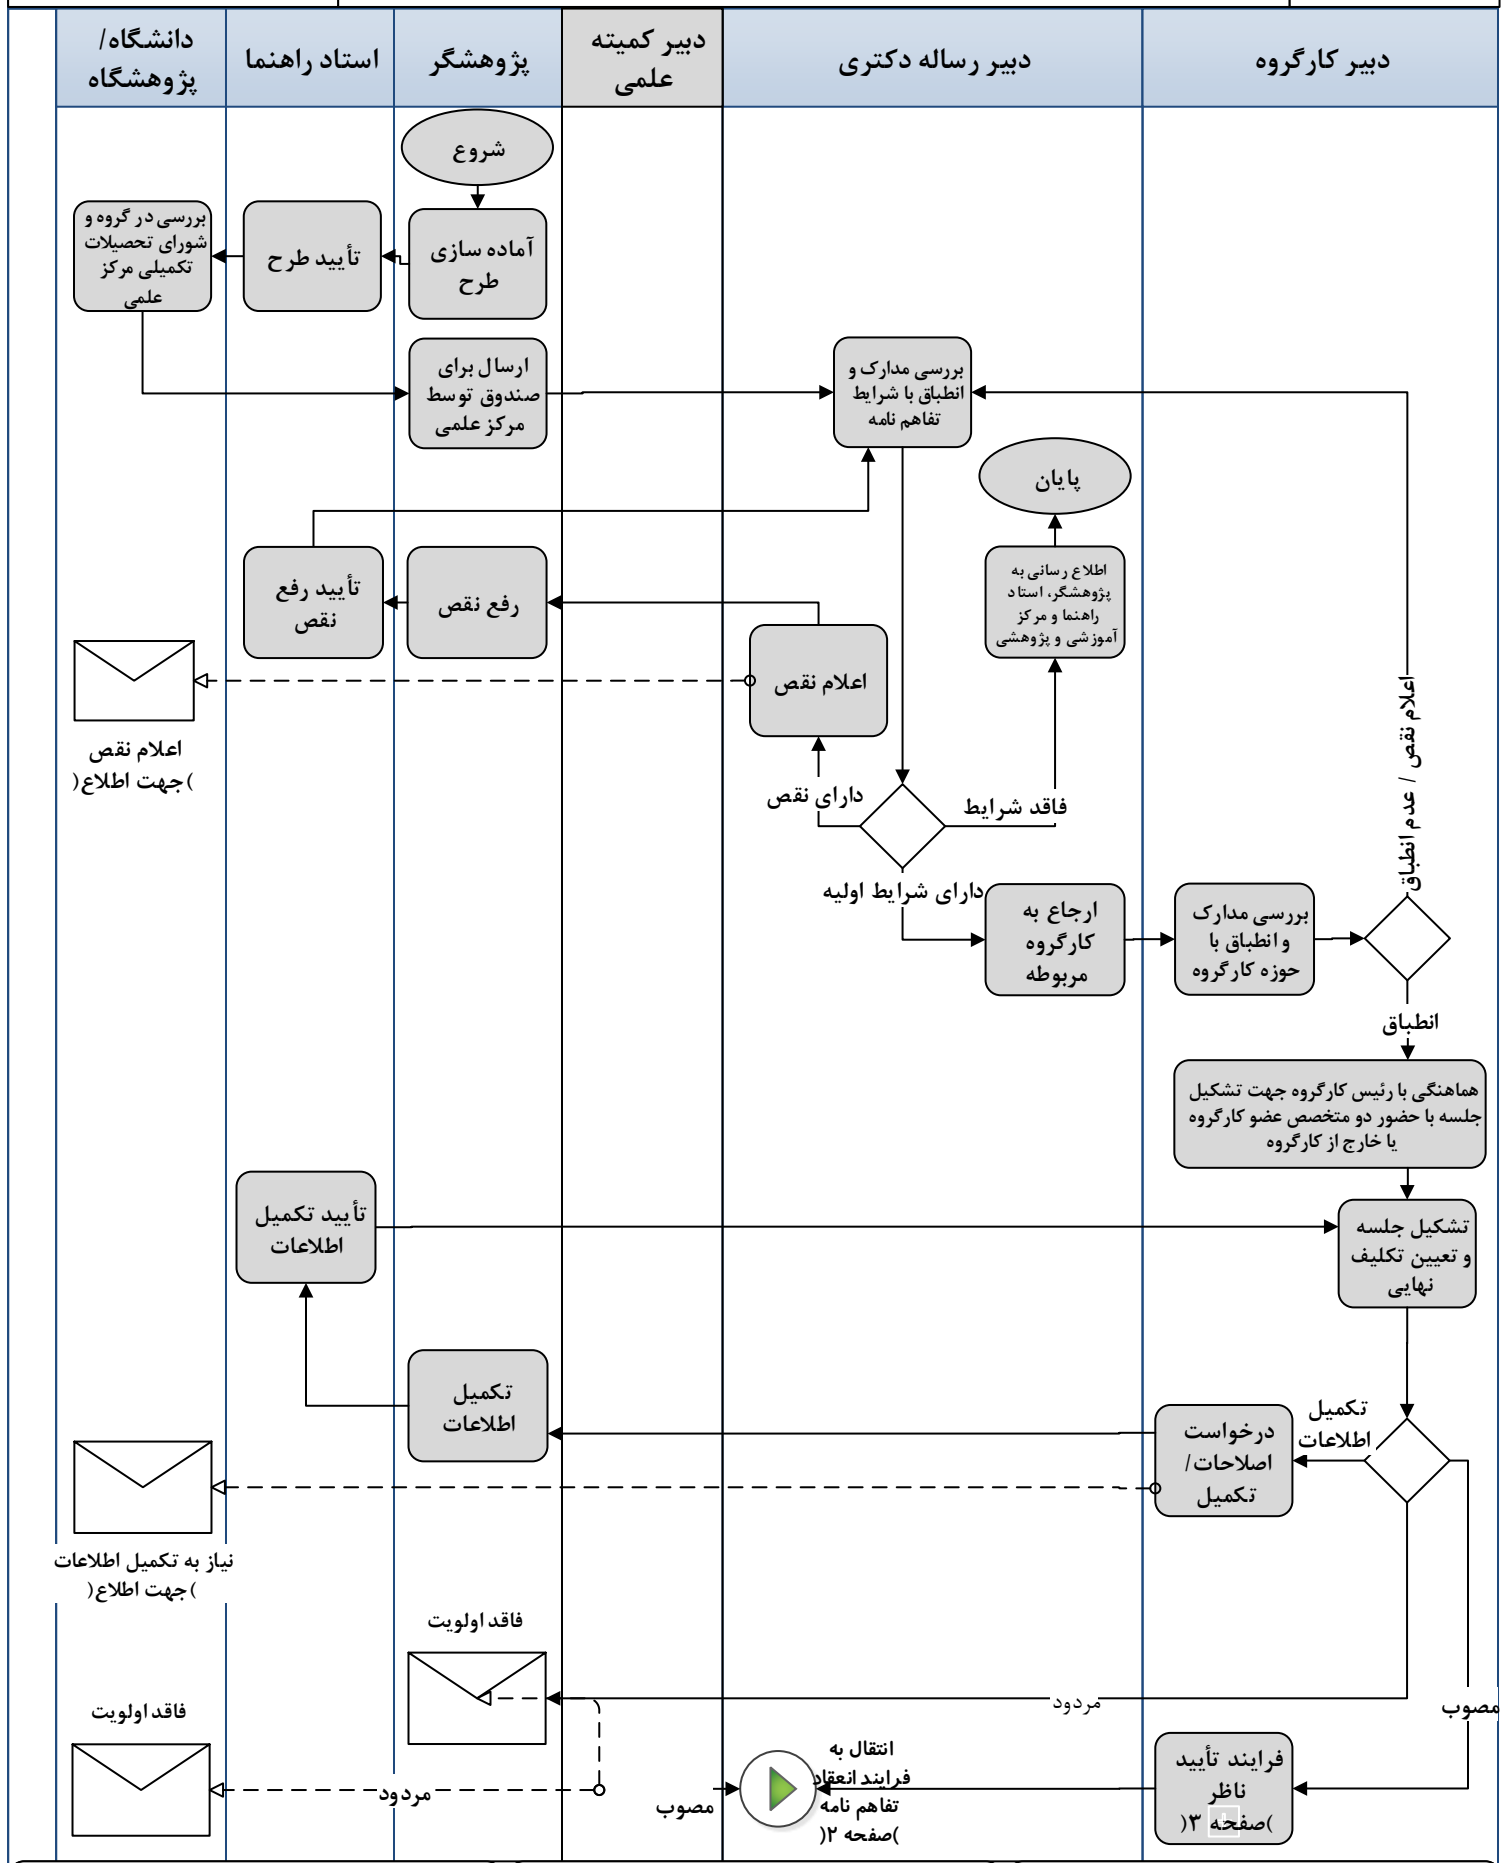 دبیر کارگروه
دبیر رساله دکتری
دبیر کمیته
علمی
پژوهشگر
استاد راهنما
دانشگاه/
پژوهشگاه
شروع
آماده سازی
طرح
تأیید طرح
بررسی در گروه و
شورای تحصیلات
تکمیلی مرکز
علمی
ارسال برای
صندوق توسط
مرکز علمی
بررسی مدارک و
انطباق با شرایط
تفاهم نامه
پایان
اطلاع رسانی به
پژوهشگر، استاد
راهنما و مرکز
آموزشی و پژوهشی
رفع نقص
تأیید رفع
نقص
اعلام نقص
اعلام نقص
)جهت اطلاع(
دارای نقص
فاقد شرایط
اعلام نقص / عدم انطباق
دارای شرایط اولیه
ارجاع به
کارگروه
مربوطه
بررسی مدارک
و انطباق با
حوزه کارگروه
انطباق
هماهنگی با رئیس کارگروه جهت تشکیل
جلسه با حضور دو متخصص عضو کارگروه
یا خارج از کارگروه
تشکیل جلسه
و تعیین تکلیف
نهایی
تأیید تکمیل
اطلاعات
تکمیل
اطلاعات
تکمیل
اطلاعات
درخواست
اصلاحات/
تکمیل
نیاز به تکمیل اطلاعات
)جهت اطلاع(
فاقد اولویت
مردود
مصوب
فاقد اولویت
مردود
مصوب
انتقال به
فرایند انعقاد
تفاهم نامه
)صفحه ۲(
فرایند تأیید
ناظر
)صفحه ۳(